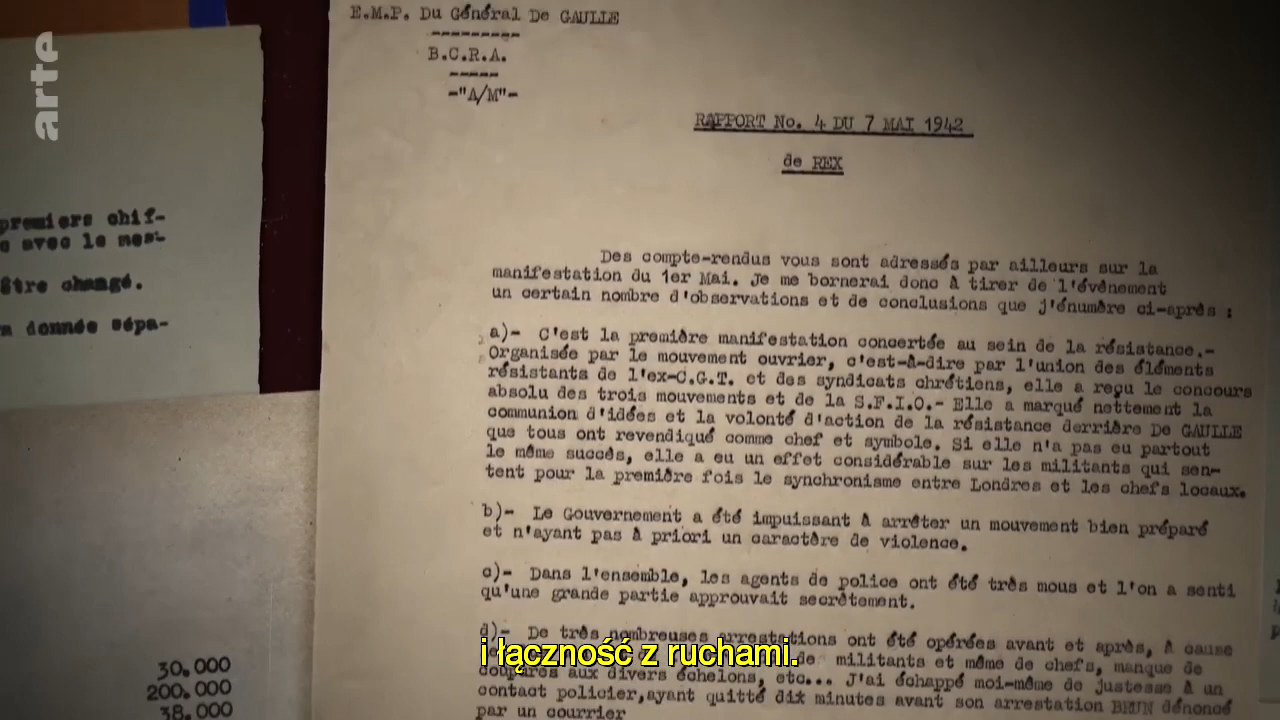 arte
E.M.P. Du Général De GAULLE
B.C.R.A.
-"A/M"-
RAPPORT No. 4 DU 7 MAI 1942
de REX
premiers chif-
avec le mes-
être changé.
donnée sépa-
Des compte-rendus vous sont adressés par ailleurs sur la
manifestation du 1er Mai. Je me bornerai donc à tirer de l'évênement
un certain nombre d'observations et de conclusions que j'énumère ci-après :
a)- C'est la première manifestation concertée au sein de la résistance.-
Organisée par le mouvement ouvrier, c'est-à-dire par l'union des éléments
résistants de l'ex-C.G.T. et des syndicats chrétiens, elle a reçu le concours
absolu des trois mouvements et de la S.F.I.O.- Elle a marqué nettement la
communion d'idées et la volonté d'action de la résistance derrière De GAULLE
que tous ont revendiqué comme chef et symbole. Si elle n'a pas eu partout
le même succès, elle a eu un effet considérable sur les militants qui sen-
tent pour la première fois le synchronisme entre Londres et les chefs locaux.
b)- Le Gouvernement a été impuissant à arrêter un mouvement bien préparé
et n'ayant pas à priori un caractère de violence.
c)- Dans l'ensemble, les agents de police ont été très mous et l'on a senti
qu'une grande partie approuvait secrètement.
d)- De très nombreuses arrestations ont été opérées avant et après, à cause
de militants et même de chefs, manque de
coupures aux divers échelons, etc... J'ai échappé moi-même de justesse à un
contact policier,ayant quitté dix minutes avant son arrestation BRUN dénoncé
par un courrier
30.000
200.000
38.000
i łączność z ruchami.